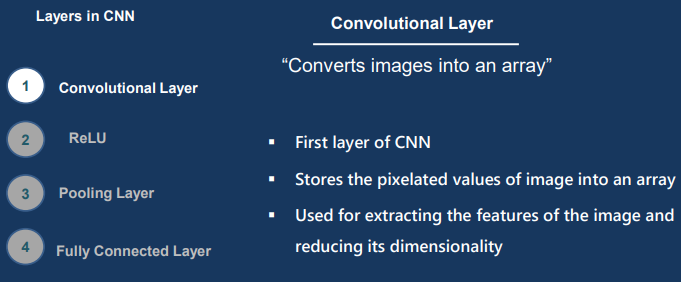 Layers in CNN
1
Convolutional Layer
2
ReLU
3
Pooling Layer
4
Fully Connected Layer
Convolutional Layer
“Converts images into an array”
▪ First layer of CNN
▪ Stores the pixelated values of image into an array
▪ Used for extracting the features of the image and
reducing its dimensionality